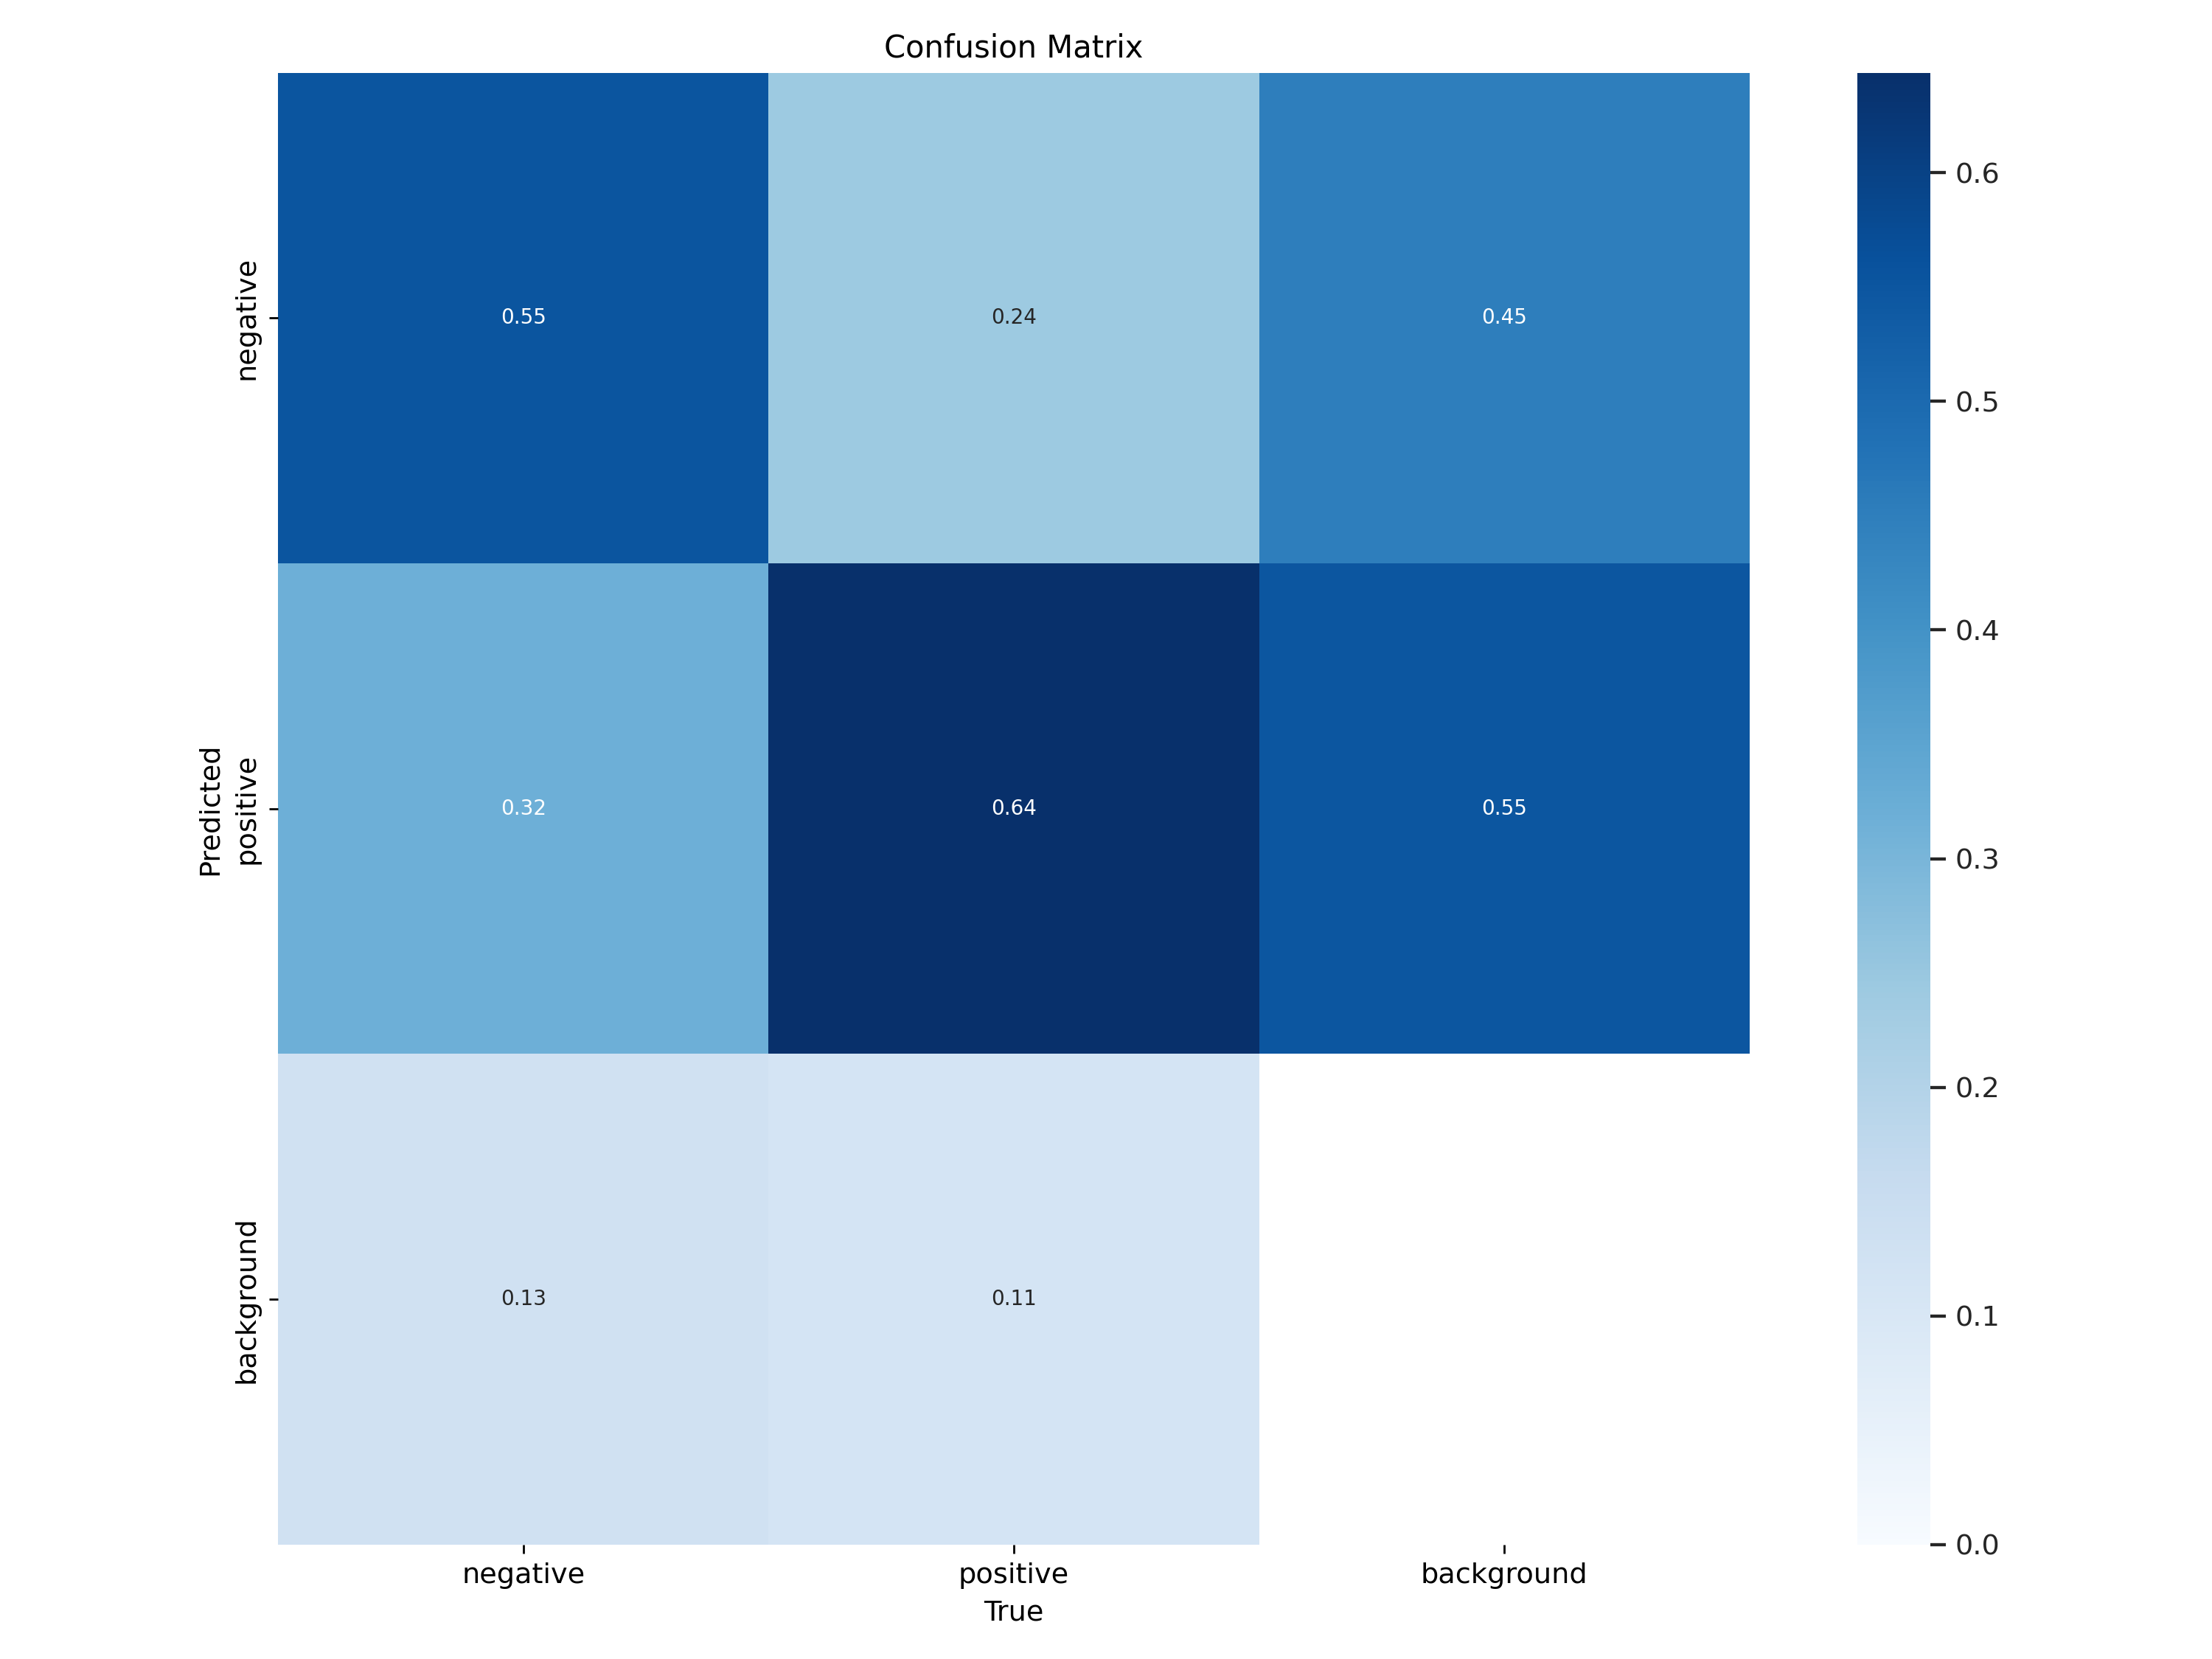 Confusion Matrix
negative
0.55 0.24 0.45
0.6
0.5
0.4
Predicted
positive
0.32 0.64 0.55
0.3
0.2
background
0.13 0.11
0.1
0.0
negative positive background
True